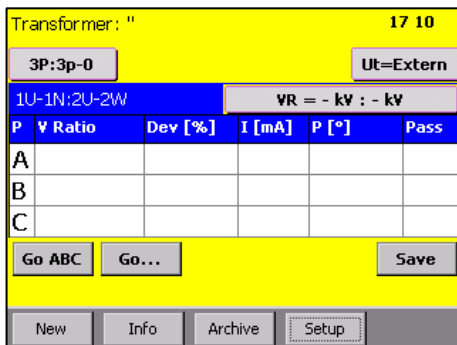 Transformer: " 17 10
3P:3p-0 Ut=Extern
1U-1N:2U-2W VR = - kV : - kV
P V Ratio Dev [%] I [mA] P [°] Pass
A
B
C
Go ABC Go... Save
New Info Archive Setup